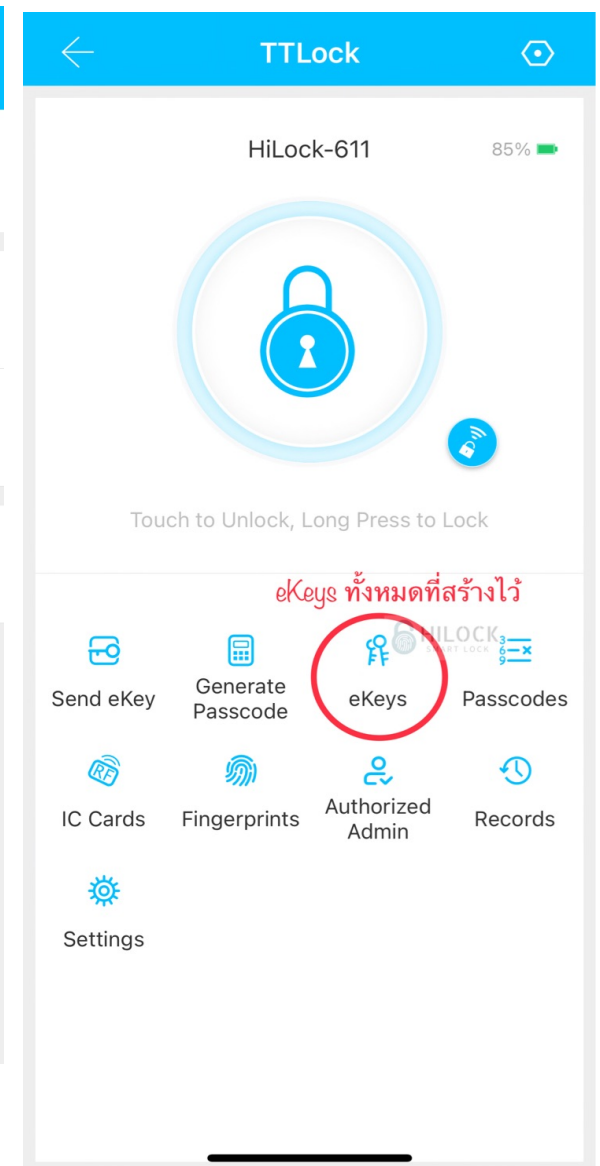 TTLock
HiLock-611
85%
Touch to Unlock, Long Press to Lock
eKeys ทั้งหมดที่สร้างไว้
HILOCK
SMART LOCK
Send eKey
Generate
Passcode
eKeys
Passcodes
IC Cards
Fingerprints
Authorized
Admin
Records
Settings